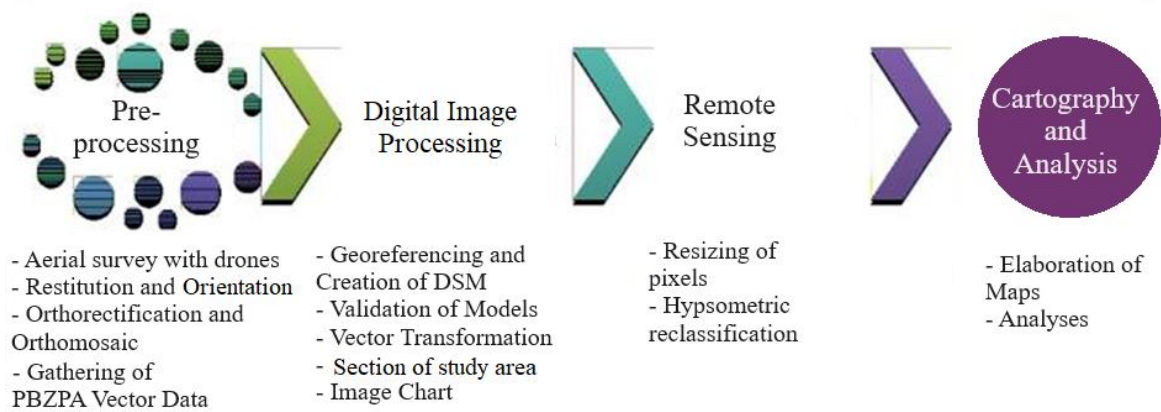 Pre-
processing
Digital Image
Processing
Remote
Sensing
Cartography
and
Analysis
- Aerial survey with drones
- Restitution and Orientation
- Orthorectification and
Orthomosaic
- Gathering of
PBZPA Vector Data
- Georeferencing and
Creation of DSM
- Validation of Models
- Vector Transformation
- Section of study area
- Image Chart
- Resizing of
pixels
- Hypsometric
reclassification
- Elaboration of
Maps
- Analyses